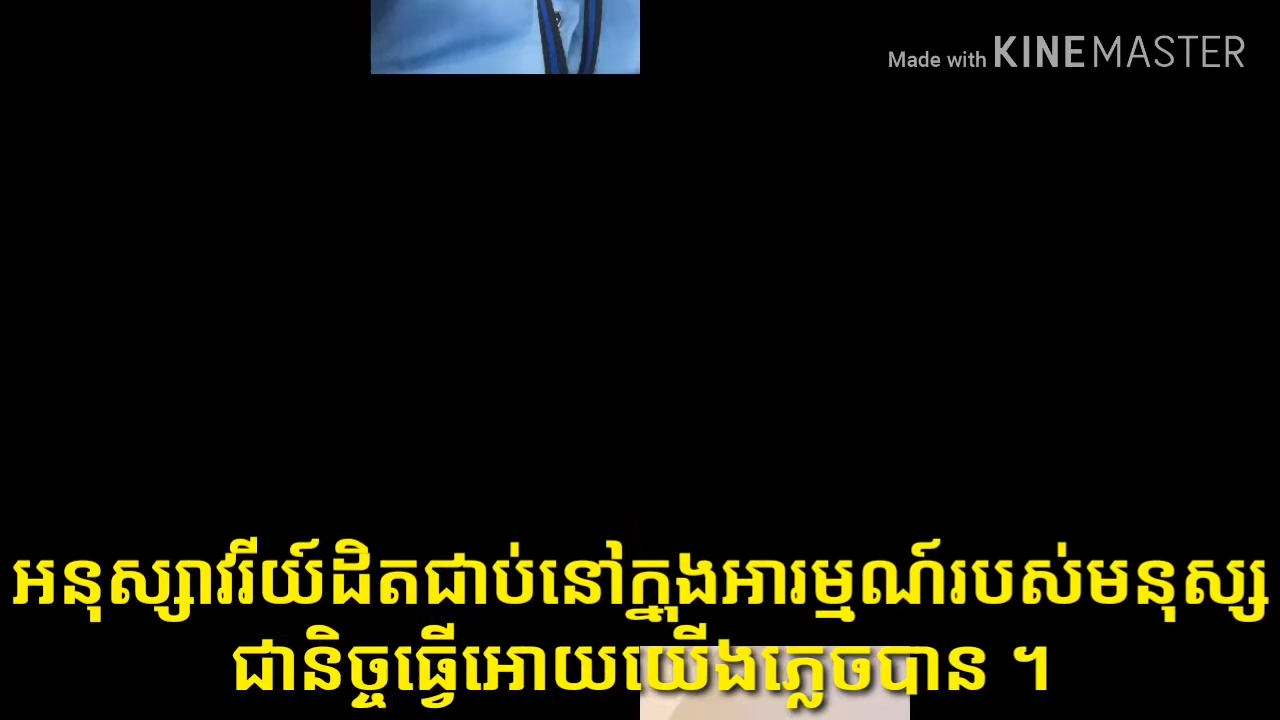 Made with KINEMASTER
អនុស្សាវរីយ៍ដិតជាប់នៅក្នុងអារម្មណ៍របស់មនុស្ស
ជានិច្ចធ្វើអោយយើងភ្លេចបាន ។